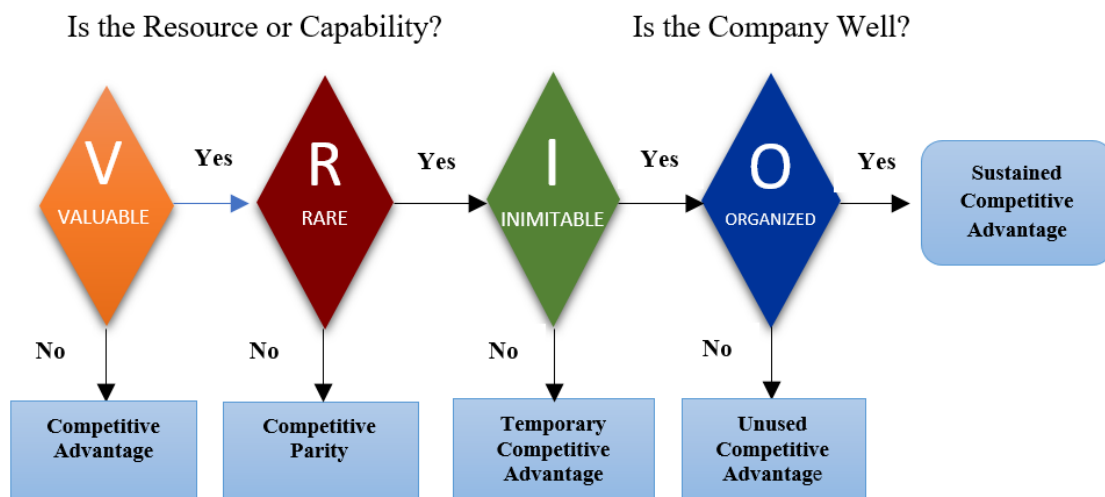 Is the Resource or Capability?
Is the Company Well?
V
VALUABLE
Yes
R
RARE
Yes
I
INIMITABLE
Yes
O
ORGANIZED
Yes
Sustained
Competitive
Advantage
No
No
No
No
Competitive
Advantage
Competitive
Parity
Temporary
Competitive
Advantage
Unused
Competitive
Advantage